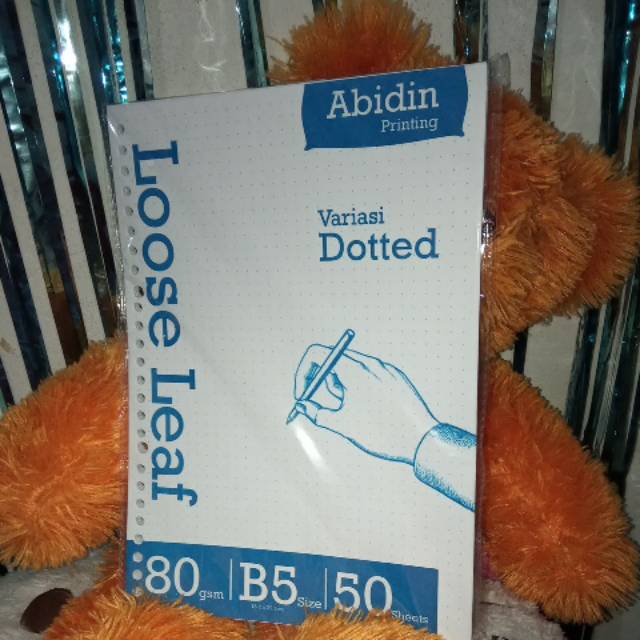 Abidin
Printing
Loose Leaf
Variasi
Dotted
80 gsm B5 Size 50 Sheets